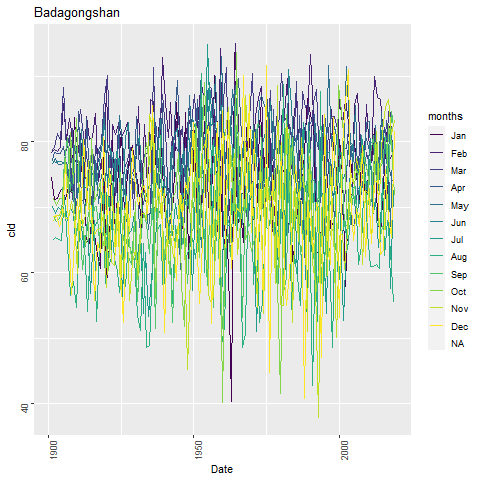 Badagongshan
cld
80
60
40
1900
1950
2000
Date
months
Jan
Feb
Mar
Apr
May
Jun
Jul
Aug
Sep
Oct
Nov
Dec
NA